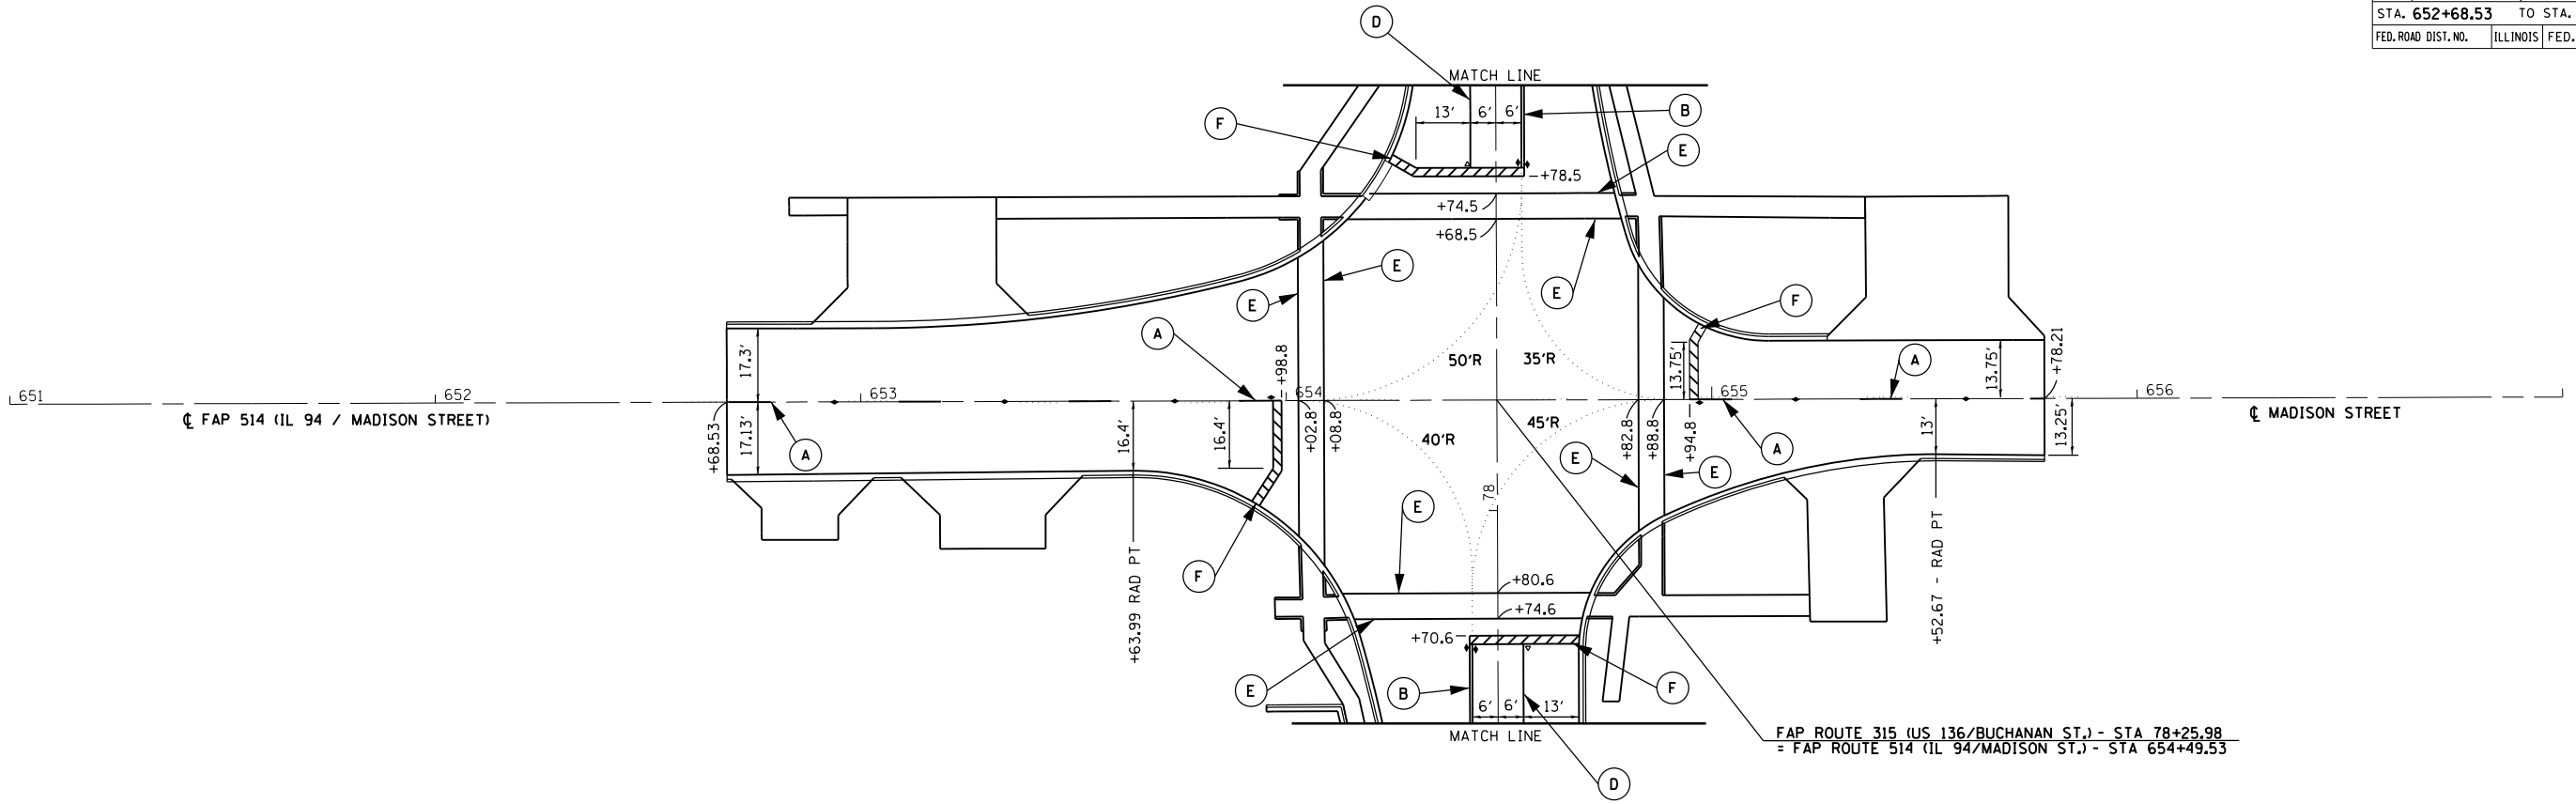 STA. 652+68.53 TO STA.
FED. ROAD DIST. NO. ILLINOIS FED.
D
MATCH LINE
13' 6' 6'
B
F
E
+78.5
+74.5
+68.5
E
E
E
F
A
+98.8
50'R 35'R
13.75'
A
13.75'
+78.21
17.3'
651 652 653 654 655 656
℄ FAP 514 (IL 94 / MADISON STREET)
℄ MADISON STREET
+68.53
17.13'
A
16.4'
16.4'
+02.8
+08.8
40'R
45'R
+82.8
+88.8
+94.8
A
13'
13.25'
E
E
78
E
F
+63.99 RAD PT
+52.67 - RAD PT
+80.6
+74.6
+70.6
E
B
F
6' 6' 13'
MATCH LINE
D
FAP ROUTE 315 (US 136/BUCHANAN ST.) - STA 78+25.98
= FAP ROUTE 514 (IL 94/MADISON ST.) - STA 654+49.53